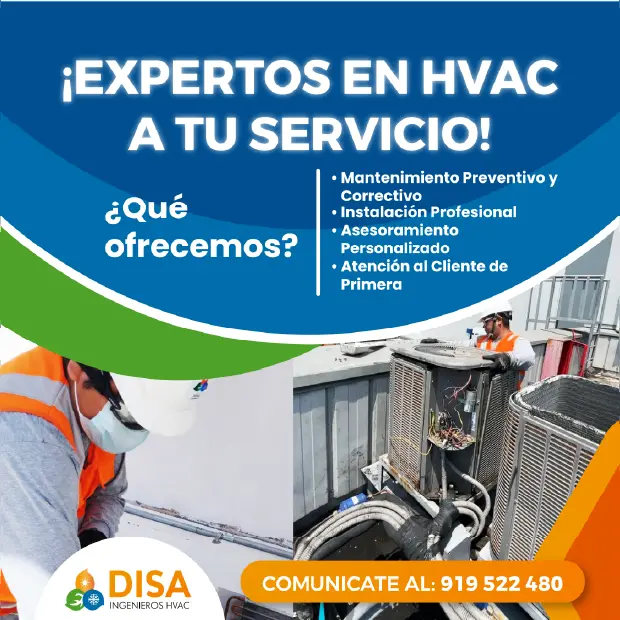 ¡EXPERTOS EN HVAC
A TU SERVICIO!
¿Qué
ofrecemos?
• Mantenimiento Preventivo y
Correctivo
• Instalación Profesional
• Asesoramiento
Personalizado
• Atención al Cliente de
Primera
DISA
INGENIEROS HVAC
COMUNICATE AL: 919 522 480